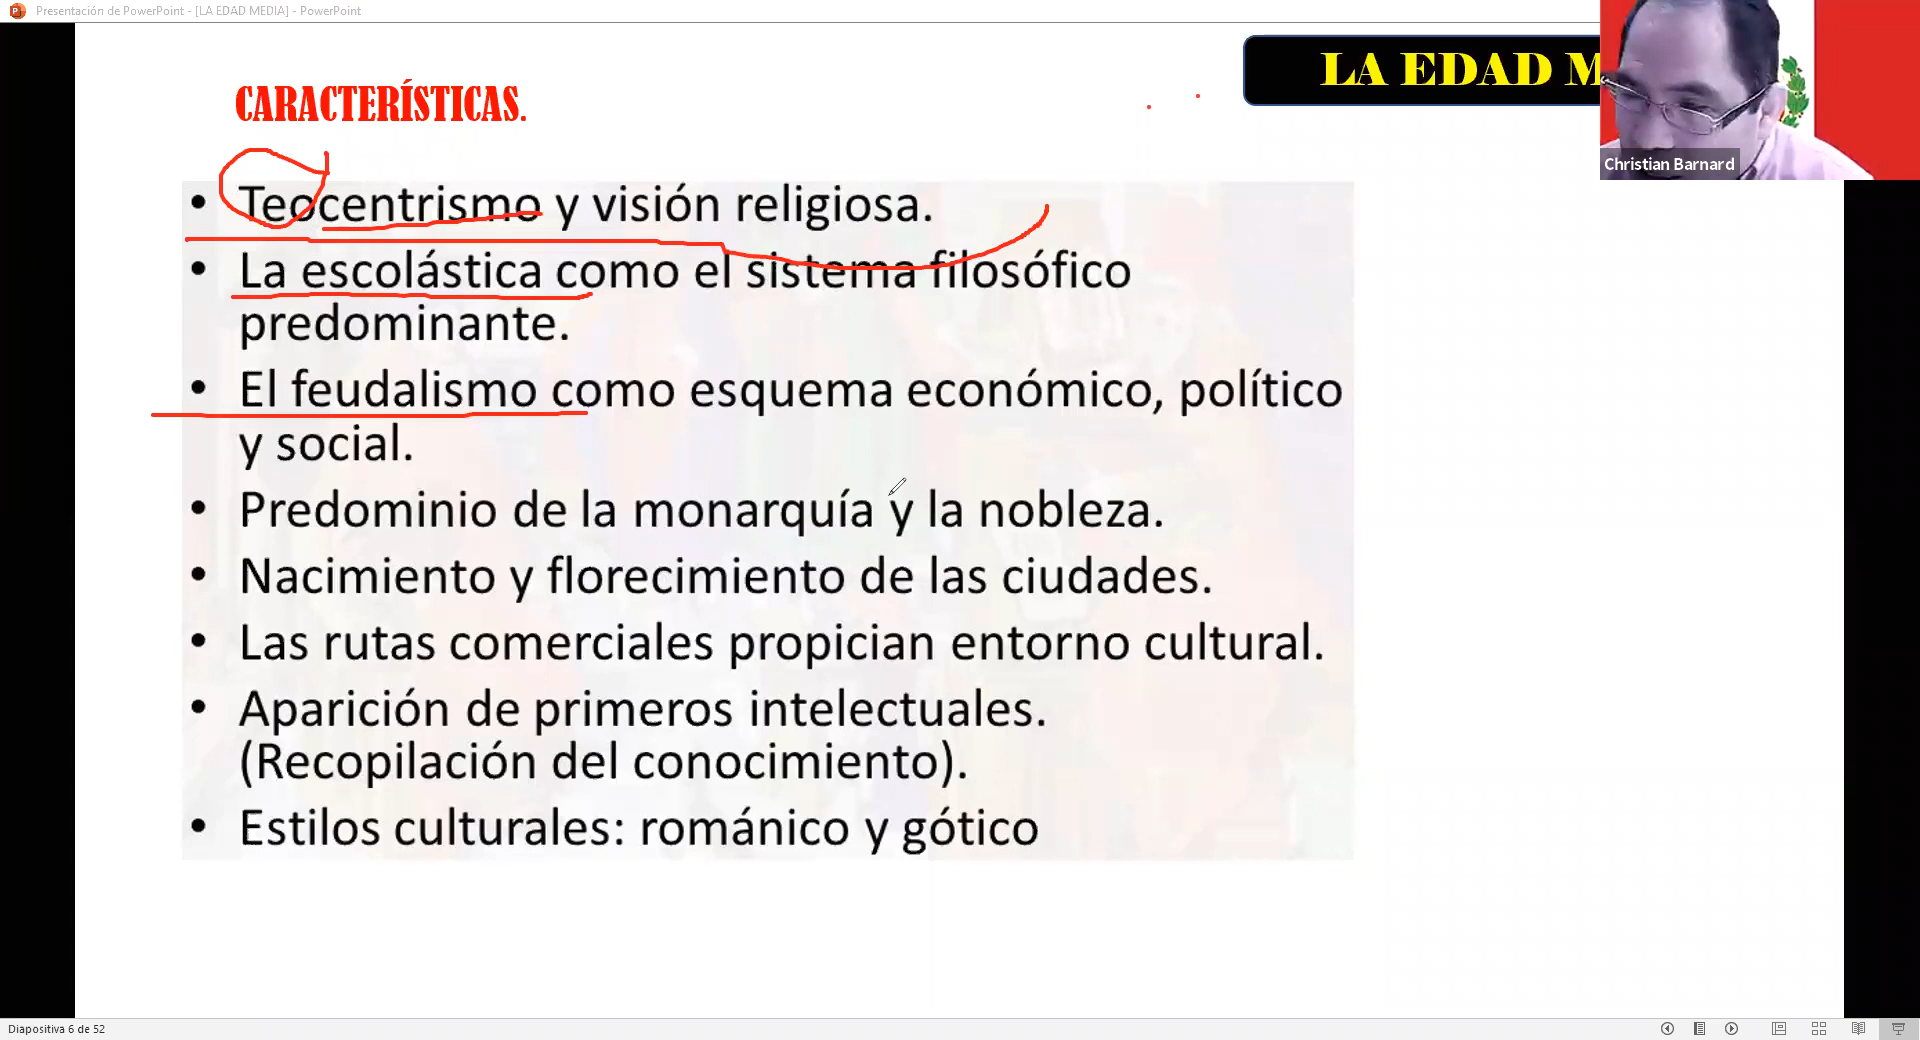 Presentación de PowerPoint - [LA EDAD MEDIA] - PowerPoint
LA EDAD M
CARACTERÍSTICAS.
Christian Barnard
• Teocentrismo y visión religiosa.
• La escolástica como el sistema filosófico
predominante.
• El feudalismo como esquema económico, político
y social.
• Predominio de la monarquía y la nobleza.
• Nacimiento y florecimiento de las ciudades.
• Las rutas comerciales propician entorno cultural.
• Aparición de primeros intelectuales.
(Recopilación del conocimiento).
• Estilos culturales: románico y gótico
Diapositiva 6 de 52